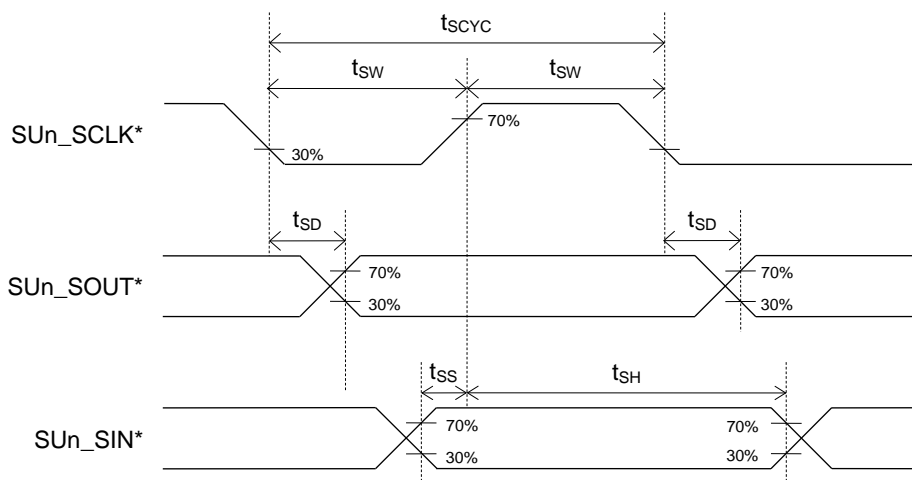 tSCYC
tSW tSW
SUn_SCLK* 70%
30%
tSD tSD
SUn_SOUT* 70% 70%
30% 30%
tSS tSH
SUn_SIN* 70% 70%
30% 30%